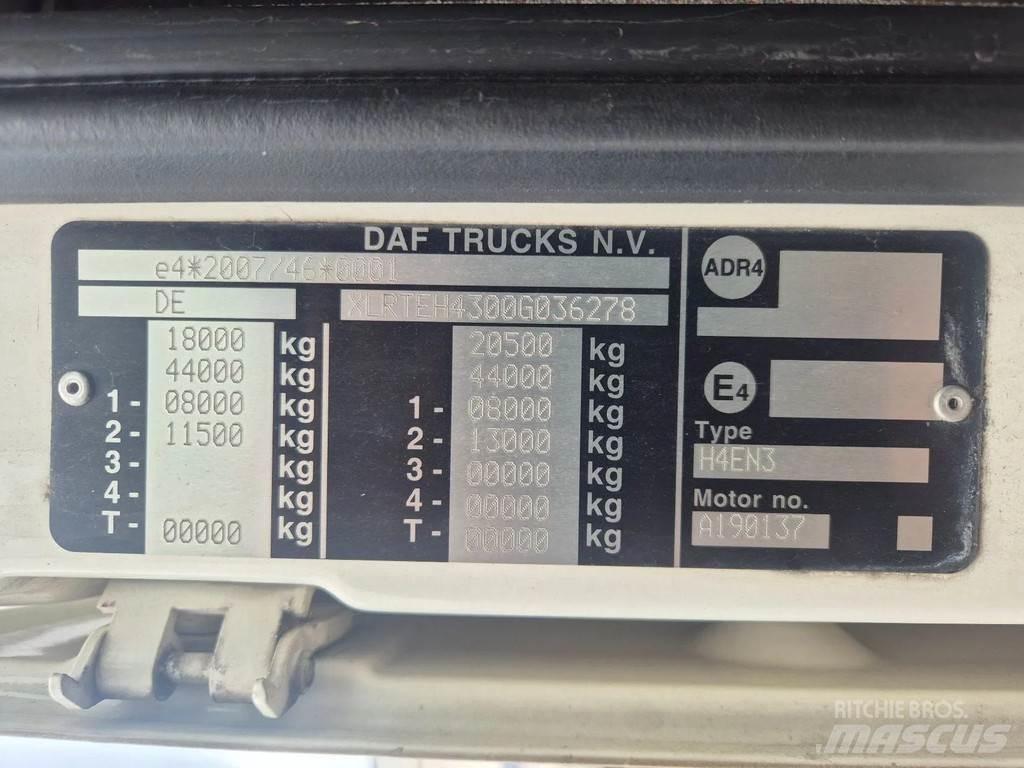 DAF TRUCKS N.V.
e4*2007/46*0001
DE XLRTEH4300G036278
18000 kg
44000 kg
1 - 08000 kg
2 - 11500 kg
3 - kg
4 - kg
T - 00000 kg
20500 kg
44000 kg
1 - 08000 kg
2 - 13000 kg
3 - 00000 kg
4 - 00000 kg
T - 00000 kg
ADR4
E4
Type
H4EN3
Motor no.
A190137
RITCHIE BROS.
MASCUS